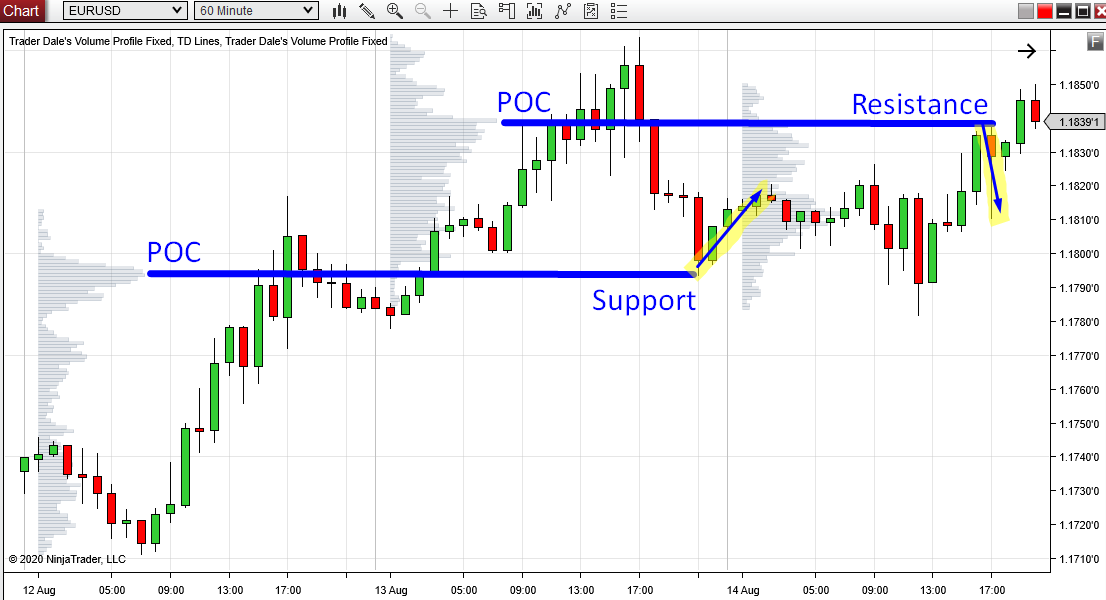 Chart EURUSD 60 Minute
Trader Dale's Volume Profile Fixed, TD Lines, Trader Dale's Volume Profile Fixed
F
1.1850'0
POC
Resistance
1.1839'1
1.1830'0
1.1820'0
1.1810'0
POC
1.1800'0
Support
1.1790'0
1.1780'0
1.1770'0
1.1760'0
1.1750'0
1.1740'0
1.1730'0
1.1720'0
© 2020 NinjaTrader, LLC
1.1710'0
12 Aug 05:00 09:00 13:00 17:00 13 Aug 05:00 09:00 13:00 17:00 14 Aug 05:00 09:00 13:00 17:00